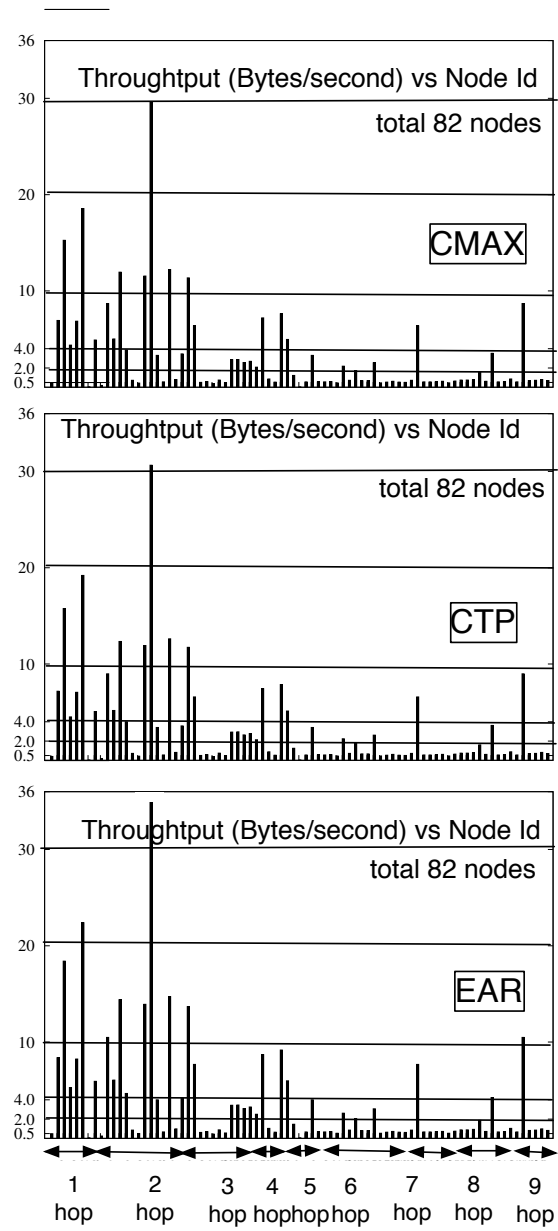 36
Throughtput (Bytes/second) vs Node Id
30
total 82 nodes
20
CMAX
10
4.0
2.0
0.5
36
Throughtput (Bytes/second) vs Node Id
30
total 82 nodes
20
CTP
10
4.0
2.0
0.5
36
Throughtput (Bytes/second) vs Node Id
30
total 82 nodes
20
EAR
10
4.0
2.0
0.5
1 2 3 4 5 6 7 8 9
hop hop hop hop hop hop hop hop hop